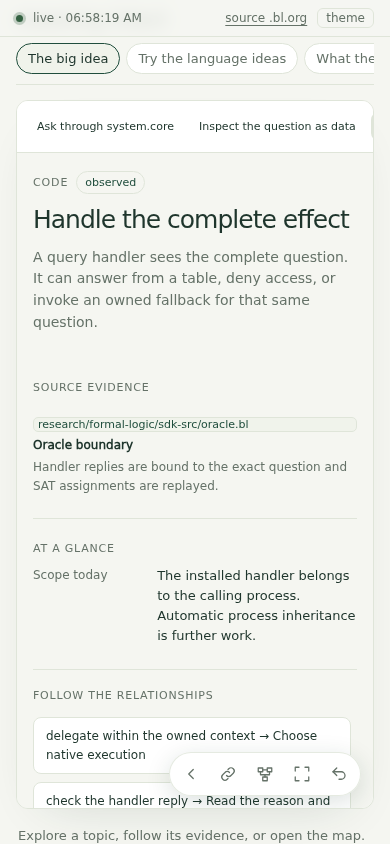 live · 06:58:19 AM
source .bl.org
theme
The big idea
Try the language ideas
What the
Ask through system.core
Inspect the question as data
CODE
observed
Handle the complete effect
A query handler sees the complete question.
It can answer from a table, deny access, or
invoke an owned fallback for that same
question.
SOURCE EVIDENCE
research/formal-logic/sdk-src/oracle.bl
Oracle boundary
Handler replies are bound to the exact question and
SAT assignments are replayed.
AT A GLANCE
Scope today
The installed handler belongs
to the calling process.
Automatic process inheritance
is further work.
FOLLOW THE RELATIONSHIPS
delegate within the owned context → Choose
native execution
check the handler reply → Read the reason and
Explore a topic, follow its evidence, or open the map.